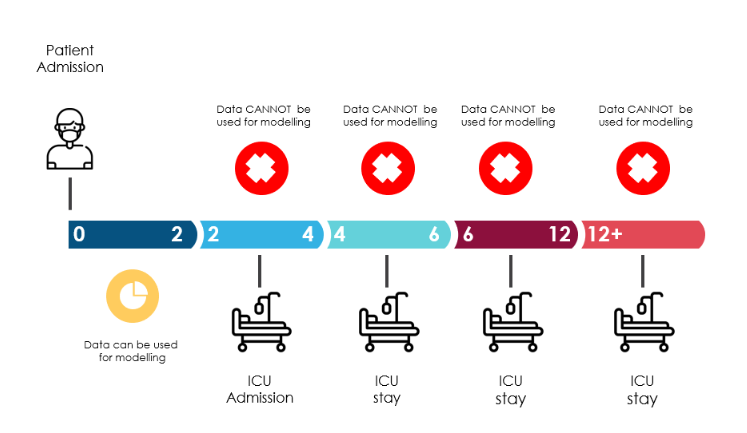 Patient
Admission
Data CANNOT be
used for modelling
Data CANNOT be
used for modelling
Data CANNOT be
used for modelling
Data CANNOT be
used for modelling
0 2 2 4 4 6 6 12 12+
Data can be used
for modelling
ICU
Admission
ICU
stay
ICU
stay
ICU
stay